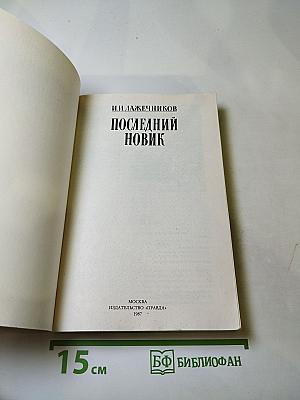 И.И.ЛАЖЕЧНИКОВ
ПОСЛЕДНИЙ
НОВИК
МОСКВА
ИЗДАТЕЛЬСТВО «ПРАВДА»
1987
15 см
БФ БИБЛИОФАН